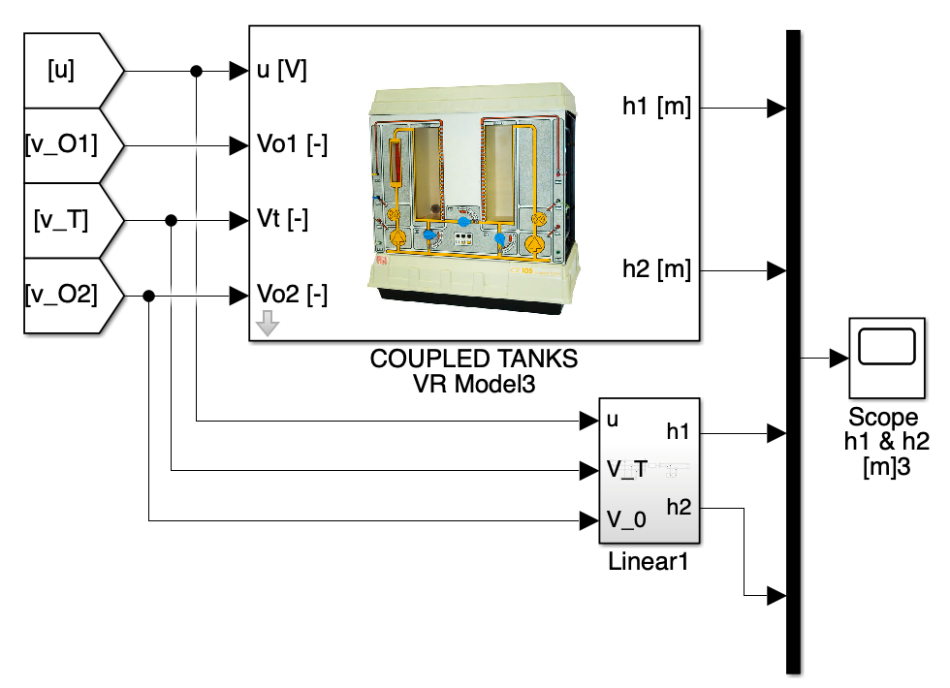 [u]
[v_O1]
[v_T]
[v_O2]
u [V]
Vo1 [-]
Vt [-]
Vo2 [-]
h1 [m]
h2 [m]
COUPLED TANKS
VR Model3
u
V_T
V_0
h1
h2
Linear1
Scope
h1 & h2
[m]3